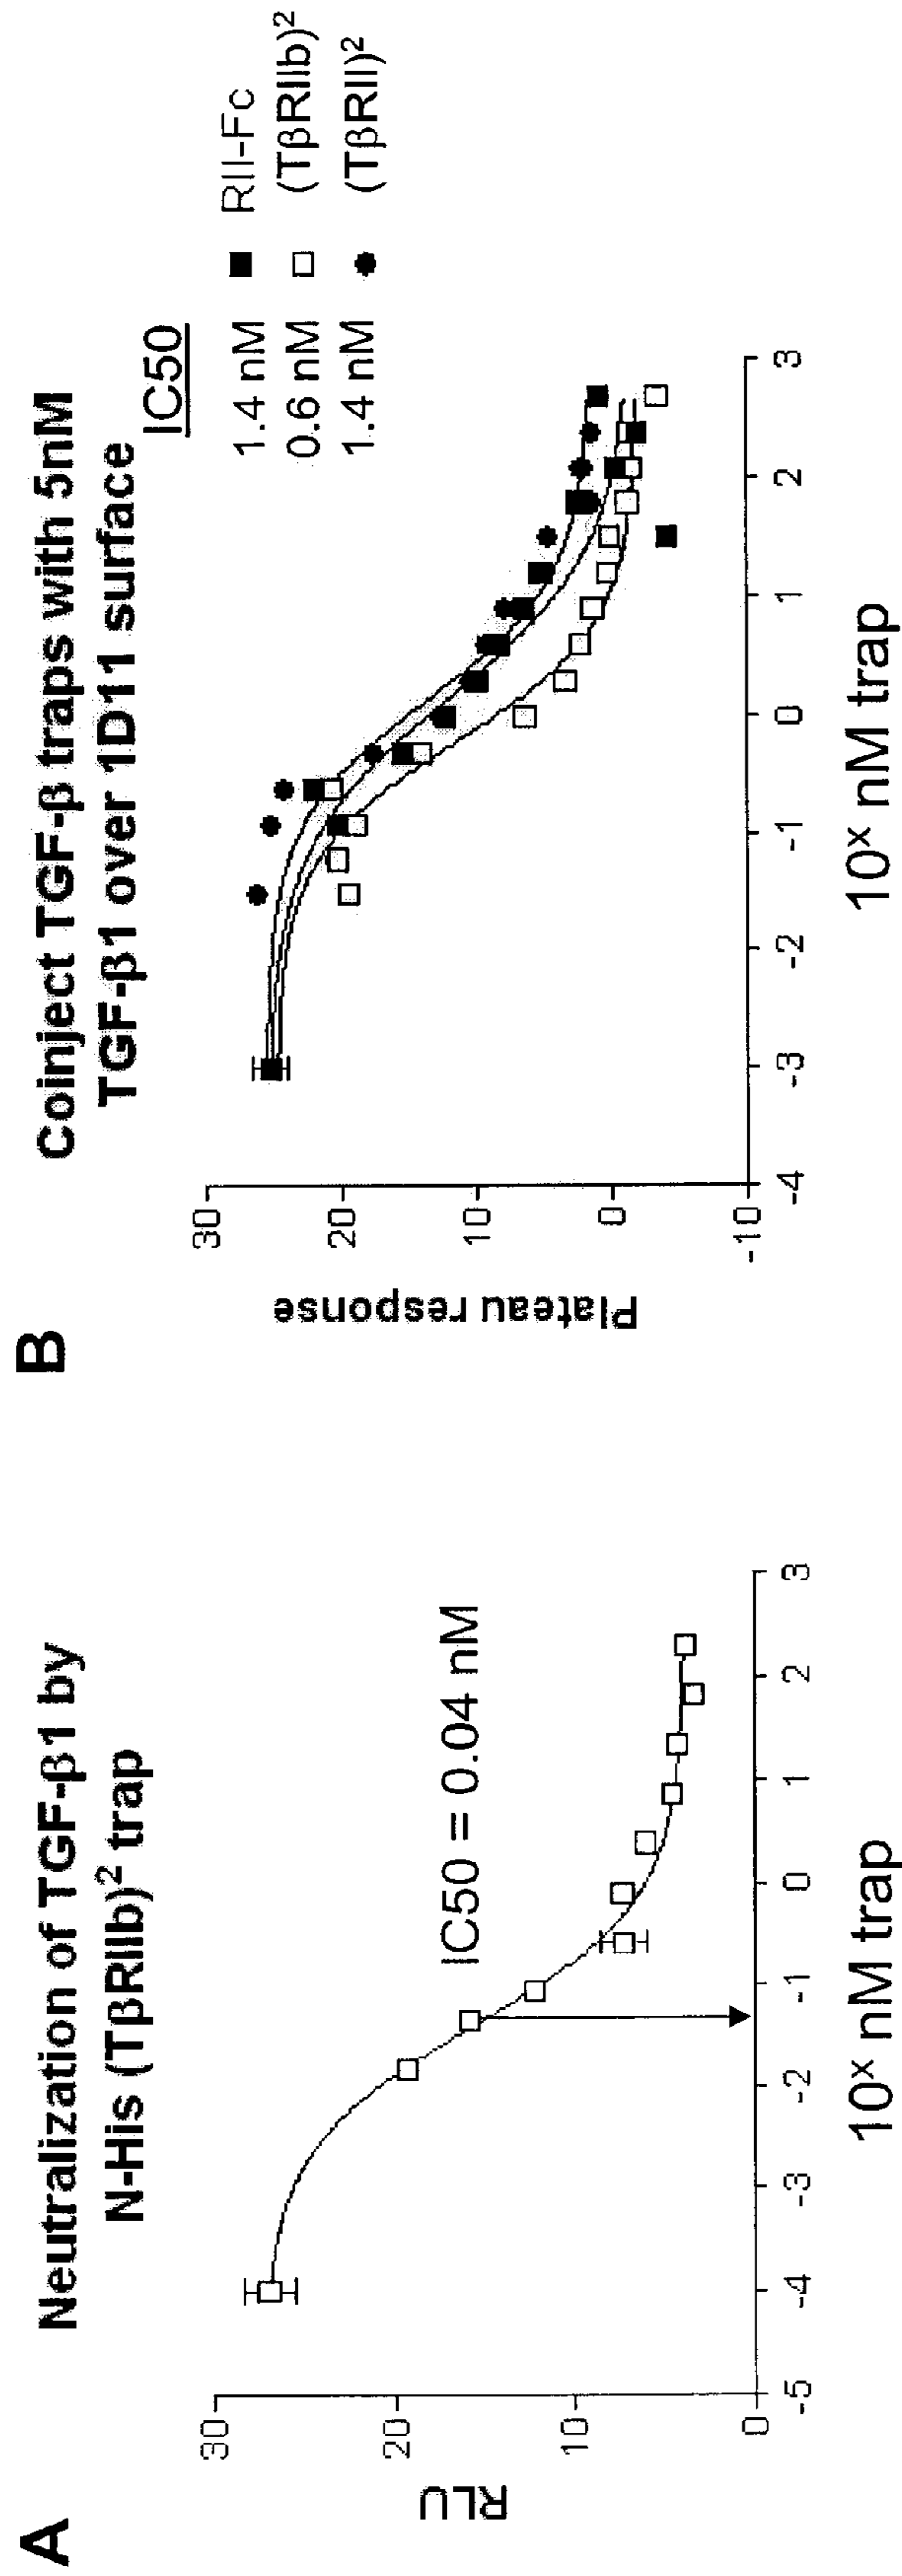 A
Neutralization of TGF-β1 by
N-His (TβRIIb)² trap
RLU
30
20
10
0
IC50 = 0.04 nM
-5 -4 -3 -2 -1 0 1 2 3
10ˣ nM trap
B
Coinject TGF-β traps with 5nM
TGF-β1 over 1D11 surface
Plateau response
30
20
10
0
-10
IC50
1.4 nM ■ RII-Fc
0.6 nM □ (TβRIIb)²
1.4 nM ● (TβRII)²
-4 -3 -2 -1 0 1 2 3
10ˣ nM trap